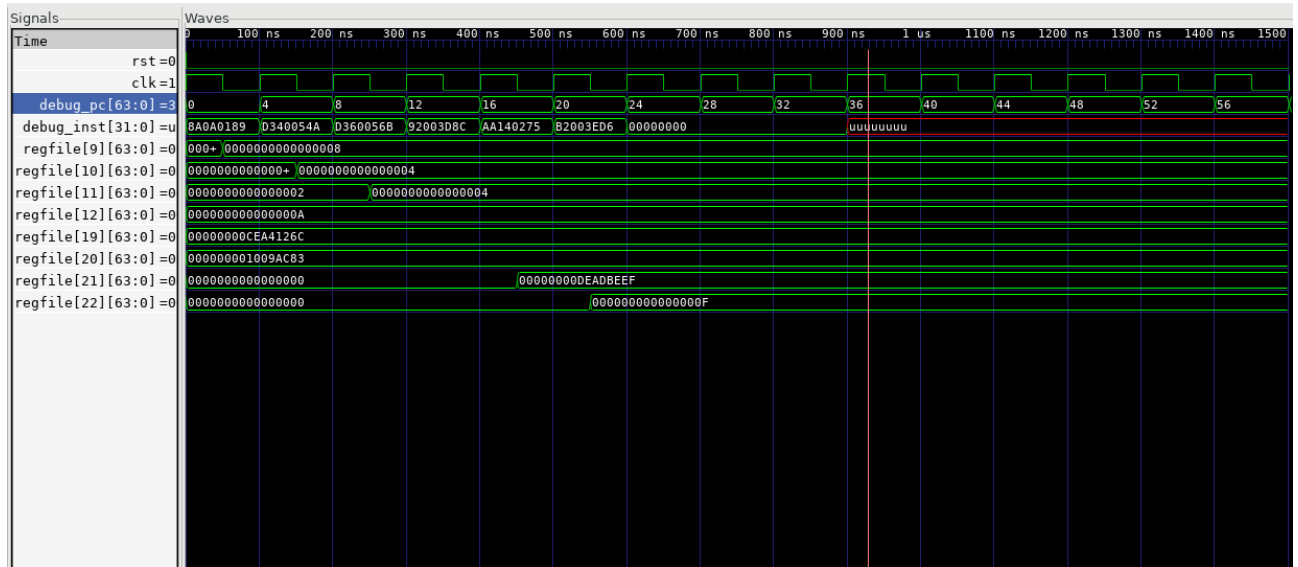 Signals Waves
Time 0 100 ns 200 ns 300 ns 400 ns 500 ns 600 ns 700 ns 800 ns 900 ns 1 us 1100 ns 1200 ns 1300 ns 1400 ns 1500
rst =0
clk =1
debug_pc[63:0] =3 0 4 8 12 16 20 24 28 32 36 40 44 48 52 56
debug_inst[31:0] =u 8A0A0189 D340054A D360056B 92003D8C AA140275 B2003ED6 00000000 uuuuuuuu
regfile[9][63:0] =0 000+ 0000000000000008
regfile[10][63:0] =0 0000000000000+ 0000000000000004
regfile[11][63:0] =0 0000000000000002 0000000000000004
regfile[12][63:0] =0 000000000000000A
regfile[19][63:0] =0 00000000CEA4126C
regfile[20][63:0] =0 000000001009AC83
regfile[21][63:0] =0 0000000000000000 00000000DEADBEEF
regfile[22][63:0] =0 0000000000000000 000000000000000F